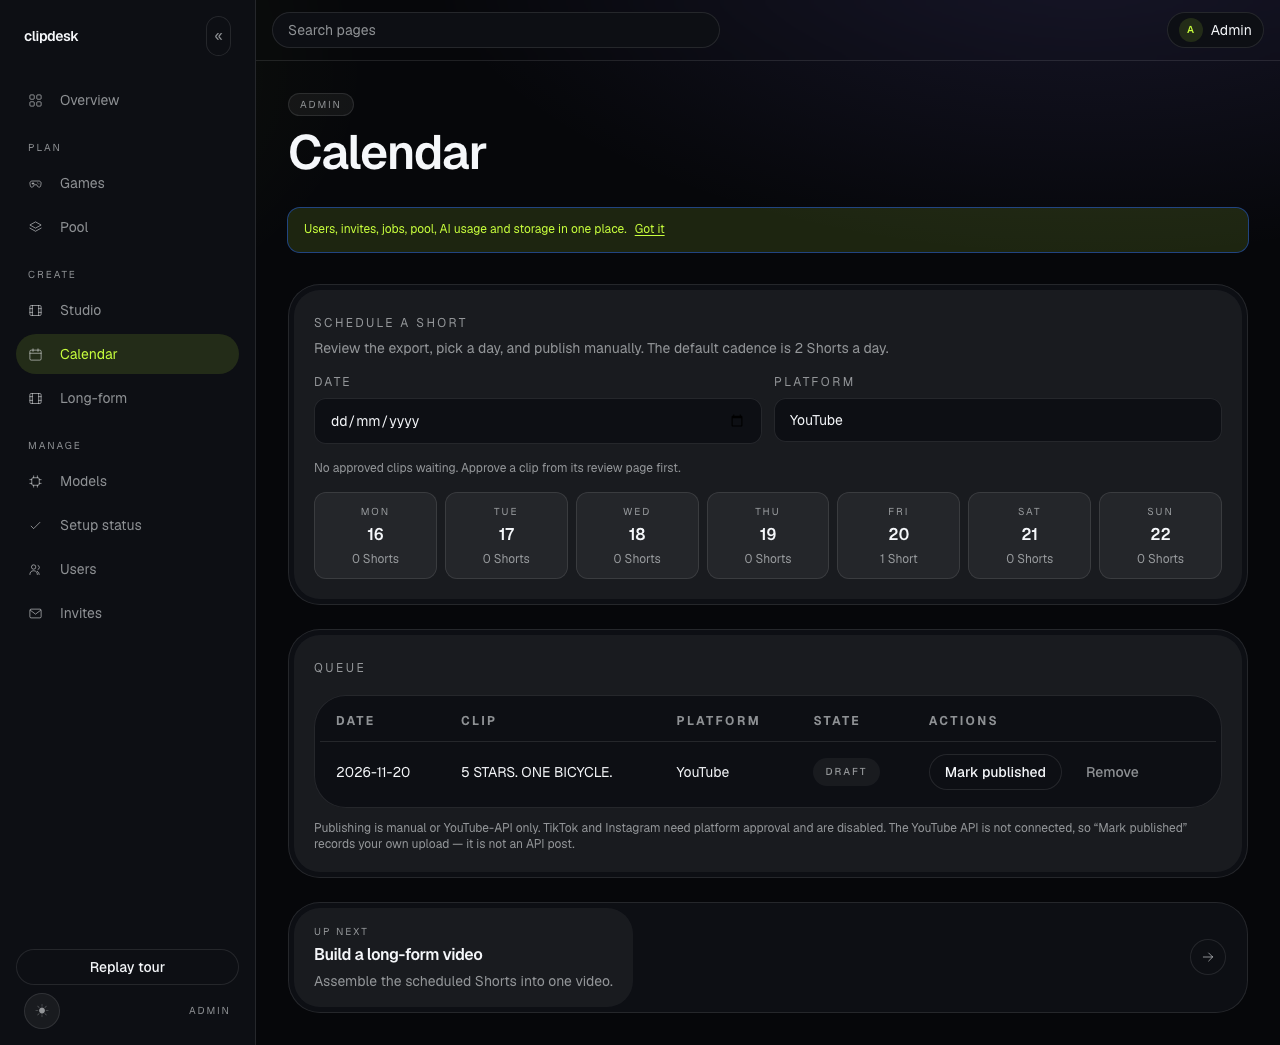 clipdesk
«
Search pages
A
Admin
Overview
PLAN
Games
Pool
CREATE
Studio
Calendar
Long-form
MANAGE
Models
Setup status
Users
Invites
Replay tour
ADMIN
ADMIN
Calendar
Users, invites, jobs, pool, AI usage and storage in one place. Got it
SCHEDULE A SHORT
Review the export, pick a day, and publish manually. The default cadence is 2 Shorts a day.
DATE PLATFORM
dd/mm/yyyy YouTube
No approved clips waiting. Approve a clip from its review page first.
MON TUE WED THU FRI SAT SUN
16 17 18 19 20 21 22
0 Shorts 0 Shorts 0 Shorts 0 Shorts 1 Short 0 Shorts 0 Shorts
QUEUE
DATE CLIP PLATFORM STATE ACTIONS
2026-11-20 5 STARS. ONE BICYCLE. YouTube DRAFT Mark published Remove
Publishing is manual or YouTube-API only. TikTok and Instagram need platform approval and are disabled. The YouTube API is not connected, so “Mark published”
records your own upload — it is not an API post.
UP NEXT
Build a long-form video
Assemble the scheduled Shorts into one video.